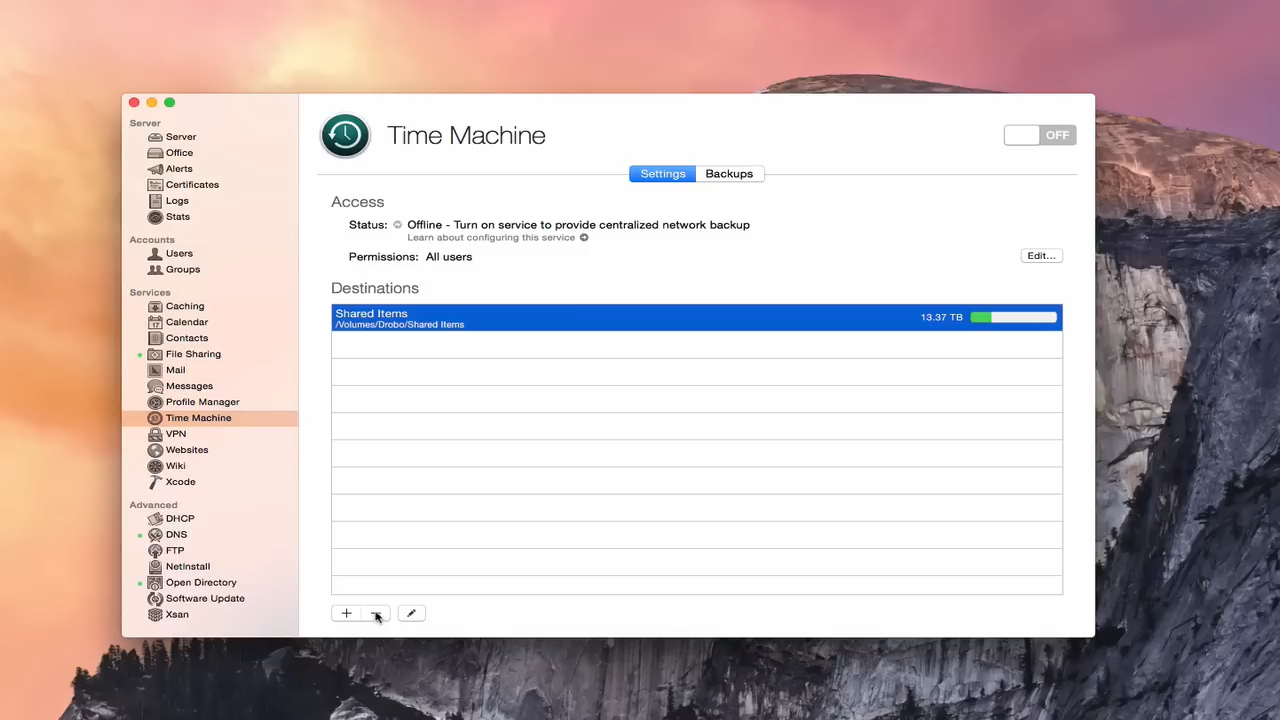 Server
Server
Office
Alerts
Certificates
Logs
Stats
Accounts
Users
Groups
Services
Caching
Calendar
17
Contacts
File Sharing
Mail
Messages
Profile Manager
Time Machine
VPN
Websites
Wiki
Xcode
Advanced
DHCP
DNS
FTP
NetInstall
Open Directory
Software Update
Xsan
Time Machine
OFF
Settings Backups
Access
Status: Offline - Turn on service to provide centralized network backup
Learn about configuring this service
Permissions: All users Edit...
Destinations
Shared Items 13.37 TB
/Volumes/Drobo/Shared Items